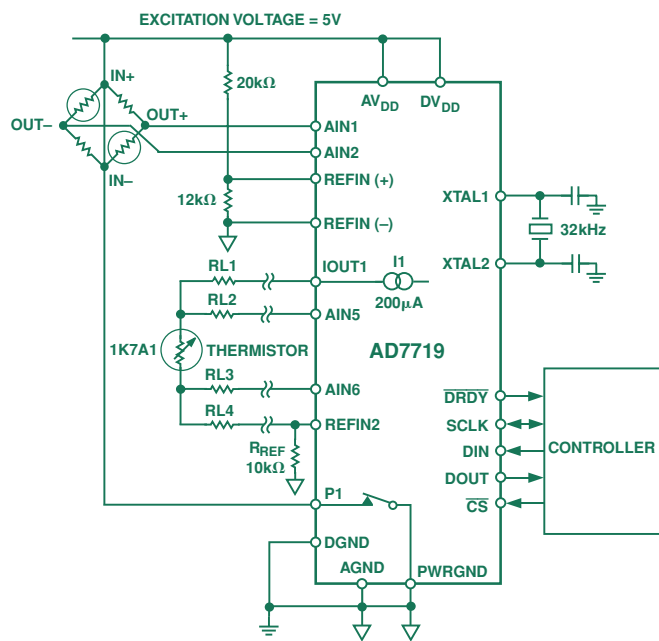 EXCITATION VOLTAGE = 5V
IN+
OUT–
OUT+
IN–
20kΩ
12kΩ
AVDD
DVDD
AIN1
AIN2
REFIN (+)
REFIN (–)
XTAL1
32kHz
XTAL2
RL1
IOUT1
I1
200μA
RL2
AIN5
AD7719
1K7A1
THERMISTOR
RL3
AIN6
RL4
REFIN2
RREF
10kΩ
DRDY
SCLK
DIN
DOUT
CS
CONTROLLER
P1
DGND
AGND
PWRGND